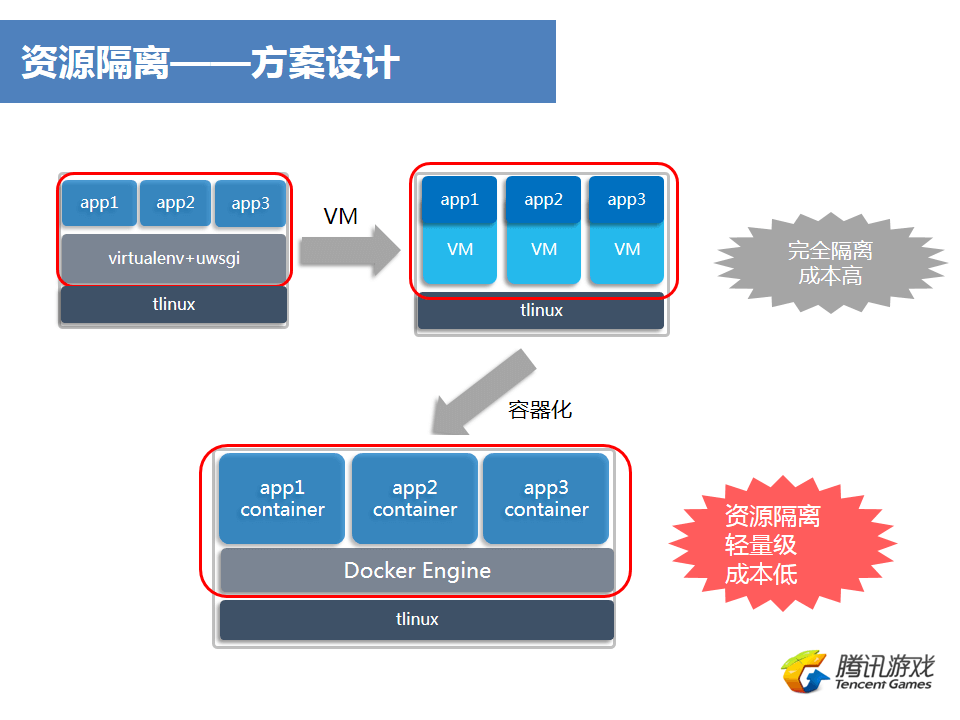 资源隔离——方案设计
app1
app2
app3
virtualenv+uwsgi
tlinux
VM
app1
app2
app3
VM
VM
VM
tlinux
完全隔离
成本高
容器化
app1
container
app2
container
app3
container
Docker Engine
tlinux
资源隔离
轻量级
成本低
腾讯游戏
Tencent Games